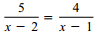 5/(x − 2) = 4/(x − 1)